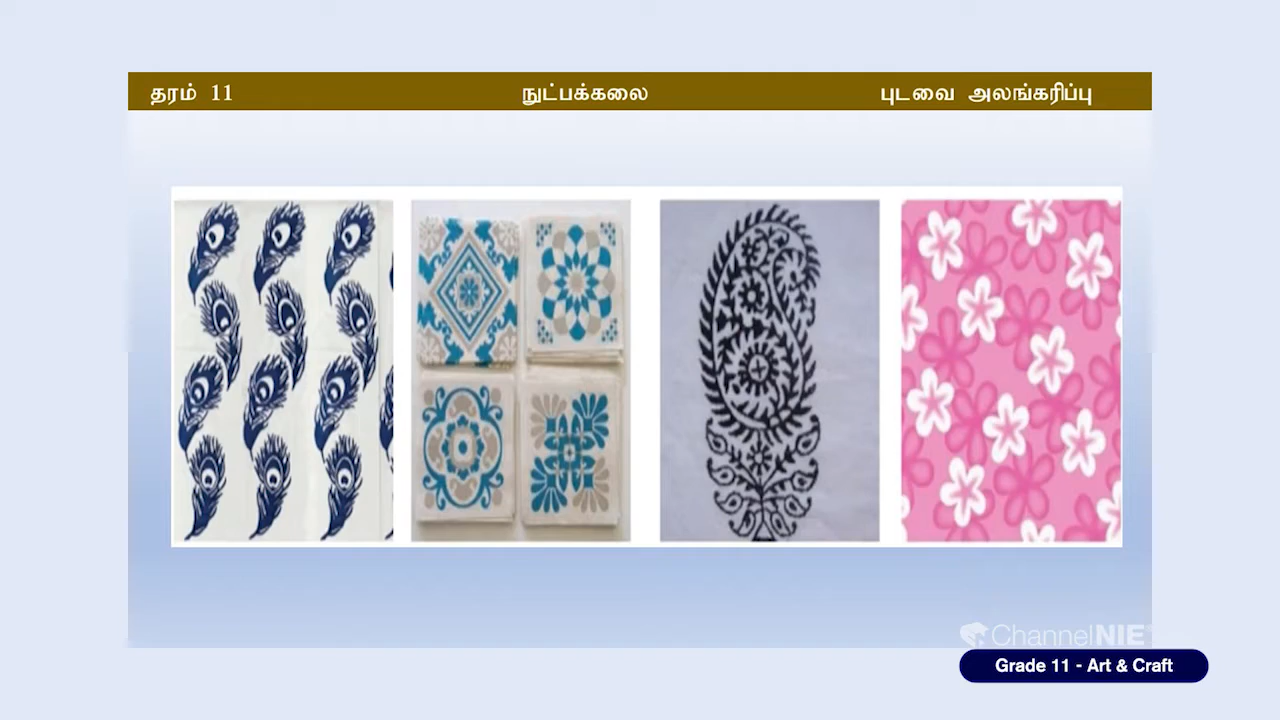 தரம் 11 நுட்பக்கலை புடவை அலங்கரிப்பு
ChannelNIE
Grade 11 - Art & Craft